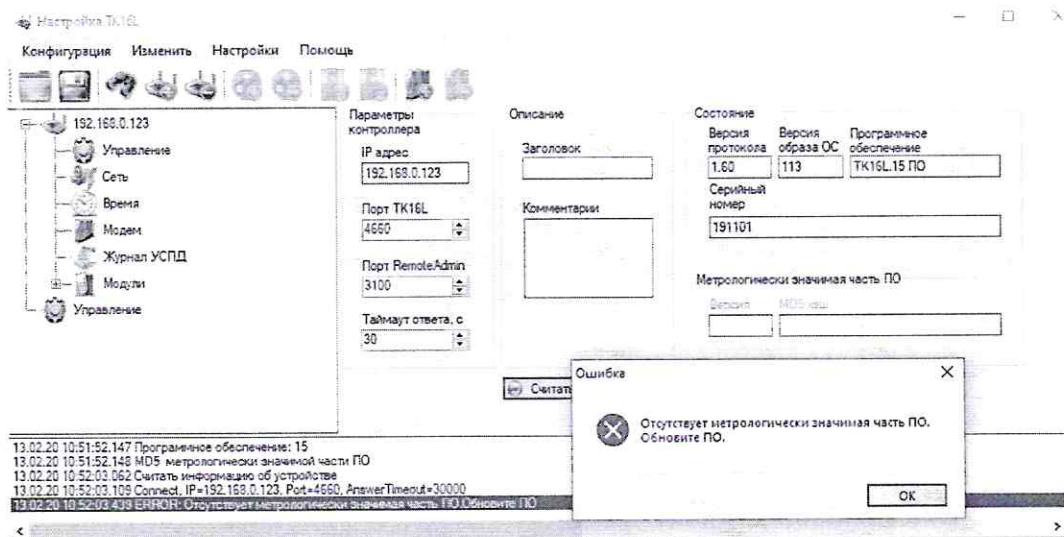 Настройка TK16L
Конфигурация Изменить Настройки Помощь
192.168.0.123
Управление
Сеть
Время
Модем
Журнал УСПД
Модули
Управление
Параметры
контроллера
IP адрес
192.168.0.123
Порт TK16L
4660
Порт RemoteAdmin
3100
Таймаут ответа, с
30
Описание
Заголовок
Комментарии
Состояние
Версия протокола
1.60
Версия образа ОС
113
Программное обеспечение
TK16L.15 ПО
Серийный
номер
191101
Метрологически значимая часть ПО
Версия MD5 хэш
Считать
Ошибка
Отсутствует метрологически значимая часть ПО.
Обновите ПО.
OK
13.02.20 10:51:52.147 Программное обеспечение: 15
13.02.20 10:51:52.148 MD5 метрологически значимой части ПО
13.02.20 10:52:03.062 Считать информацию об устройстве
13.02.20 10:52:03.109 Connect, IP=192.168.0.123, Port=4660, AnswerTimeout=30000
13.02.20 10:52:03.439 ERROR: Отсутствует метрологически значимая часть ПО.Обновите ПО